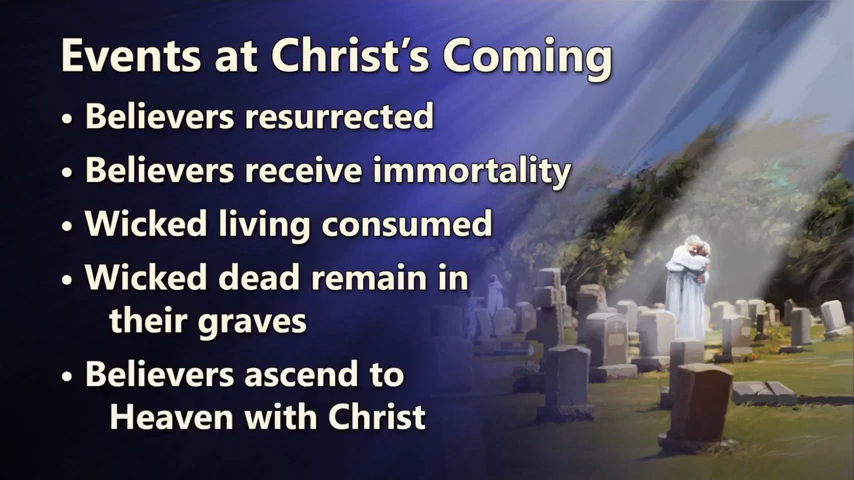 Events at Christ’s Coming
• Believers resurrected
• Believers receive immortality
• Wicked living consumed
• Wicked dead remain in
their graves
• Believers ascend to
Heaven with Christ